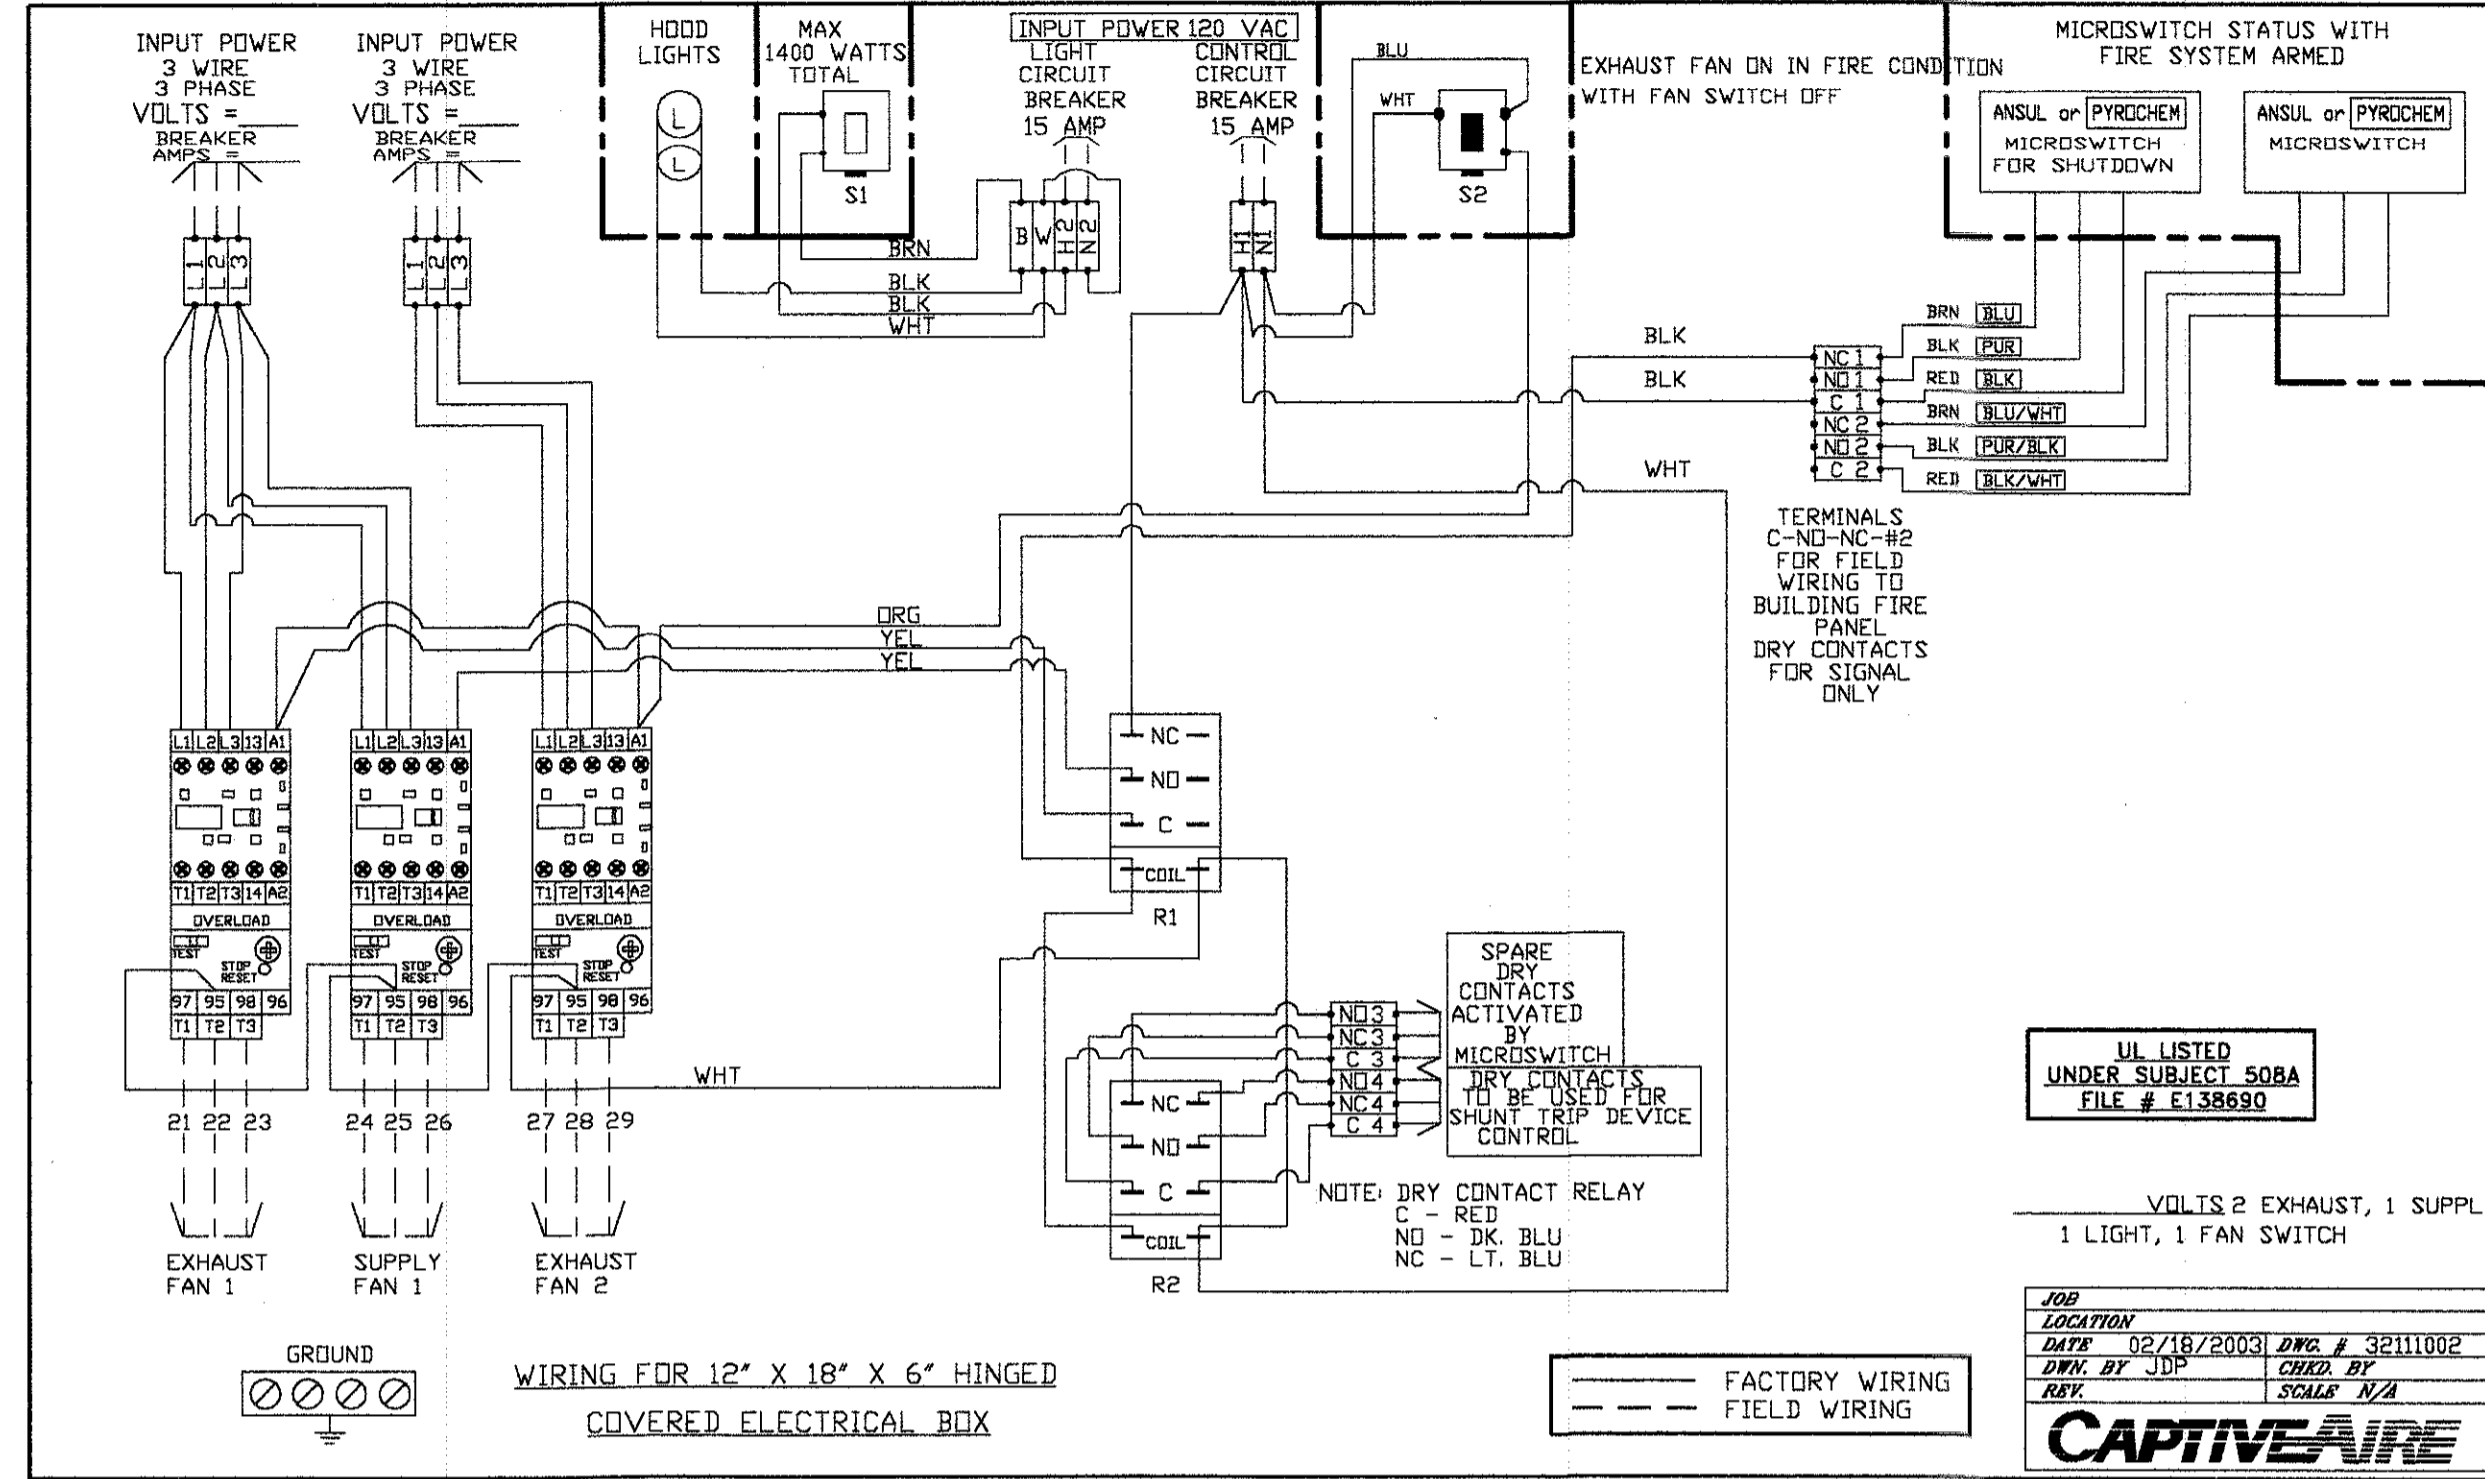 INPUT POWER
3 WIRE
3 PHASE
VOLTS =
BREAKER
AMPS =
INPUT POWER
3 WIRE
3 PHASE
VOLTS =
BREAKER
AMPS =
HOOD
LIGHTS
L
L
MAX
1400 WATTS
TOTAL
S1
INPUT POWER 120 VAC
LIGHT
CIRCUIT
BREAKER
15 AMP
CONTROL
CIRCUIT
BREAKER
15 AMP
BLU
WHT
S2
EXHAUST FAN ON IN FIRE CONDITION
WITH FAN SWITCH OFF
MICROSWITCH STATUS WITH
FIRE SYSTEM ARMED
ANSUL or PYROCHEM
MICROSWITCH
FOR SHUTDOWN
ANSUL or PYROCHEM
MICROSWITCH
L1 L2 L3
L1 L2 L3
B W H2 N2
H1 N1
BRN
BLK
BLK
WHT
BLK
BLK
WHT
NC 1
NO 1
C 1
NC 2
NO 2
C 2
BRN BLU
BLK PUR
RED BLK
BRN BLU/WHT
BLK PUR/BLK
RED BLK/WHT
TERMINALS
C-NO-NC-#2
FOR FIELD
WIRING TO
BUILDING FIRE
PANEL
DRY CONTACTS
FOR SIGNAL
ONLY
ORG
YEL
YEL
L1 L2 L3 13 A1
T1 T2 T3 14 A2
OVERLOAD
TEST
STOP
RESET
97 95 98 96
T1 T2 T3
21 22 23
EXHAUST
FAN 1
L1 L2 L3 13 A1
T1 T2 T3 14 A2
OVERLOAD
TEST
STOP
RESET
97 95 98 96
T1 T2 T3
24 25 26
SUPPLY
FAN 1
L1 L2 L3 13 A1
T1 T2 T3 14 A2
OVERLOAD
TEST
STOP
RESET
97 95 98 96
T1 T2 T3
27 28 29
EXHAUST
FAN 2
WHT
NC
NO
C
COIL
R1
NC
NO
C
COIL
R2
NO 3
NC 3
C 3
NO 4
NC 4
C 4
SPARE
DRY
CONTACTS
ACTIVATED
BY
MICROSWITCH
DRY CONTACTS
TO BE USED FOR
SHUNT TRIP DEVICE
CONTROL
NOTE: DRY CONTACT RELAY
C - RED
NO - DK. BLU
NC - LT. BLU
UL LISTED
UNDER SUBJECT 508A
FILE # E138690
VOLTS 2 EXHAUST, 1 SUPPL
1 LIGHT, 1 FAN SWITCH
GROUND
WIRING FOR 12" X 18" X 6" HINGED
COVERED ELECTRICAL BOX
FACTORY WIRING
FIELD WIRING
JOB
LOCATION
DATE 02/18/2003 DWG. # 32111002
DWN. BY JDP CHKD. BY
REV. SCALE N/A
CAPTIVEAIRE